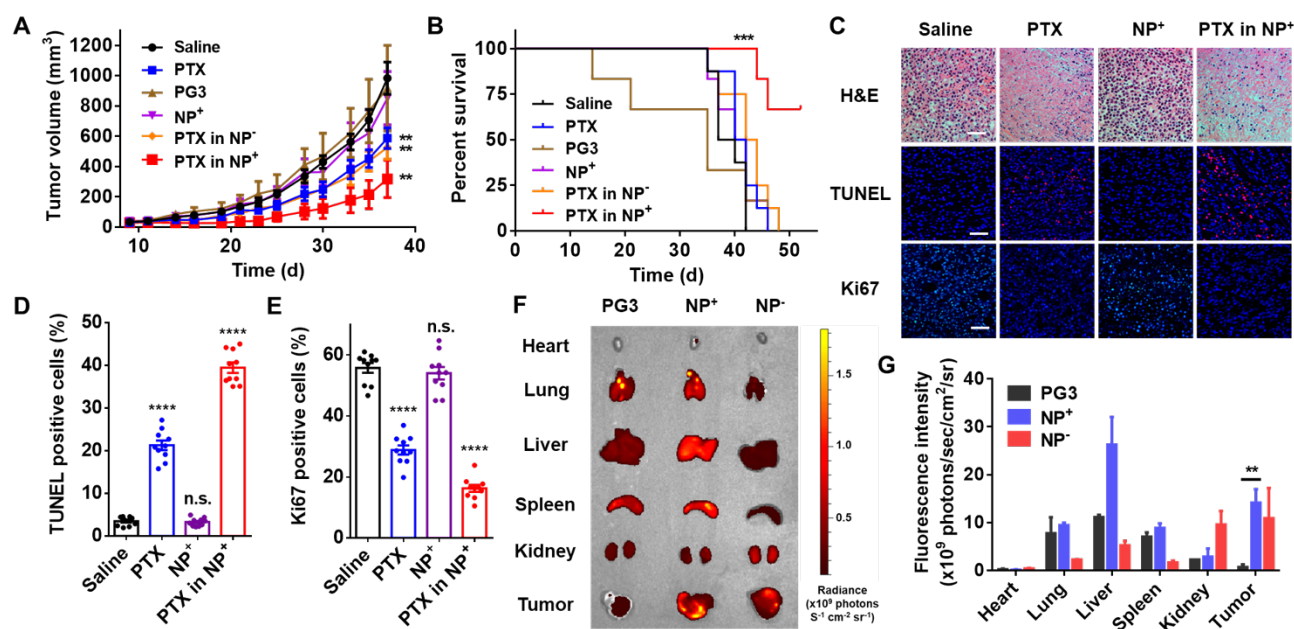 A
Tumor volume (mm³)
1200
1000
800
600
400
200
0
10
20
30
40
Time (d)
Saline
PTX
PG3
NP⁺
PTX in NP⁻
PTX in NP⁺
**
**
**
B
Percent survival
100
75
50
25
0
0
10
20
30
40
50
Time (d)
***
Saline
PTX
PG3
NP⁺
PTX in NP⁻
PTX in NP⁺
C
Saline PTX NP⁺ PTX in NP⁺
H&E
TUNEL
Ki67
D
TUNEL positive cells (%)
50
40
30
20
10
0
****
n.s.
****
Saline
PTX
NP⁺
PTX in NP⁺
E
Ki67 positive cells (%)
60
40
20
0
****
n.s.
****
Saline
PTX
NP⁺
PTX in NP⁺
F
PG3 NP⁺ NP⁻
Heart
Lung
Liver
Spleen
Kidney
Tumor
1.5
1.0
0.5
Radiance
(x10⁹ photons
S⁻¹ cm⁻² sr⁻¹)
G
Fluorescence intensity
(x10⁹ photons/sec/cm²/sr)
40
30
20
10
0
PG3
NP⁺
NP⁻
**
Heart
Lung
Liver
Spleen
Kidney
Tumor